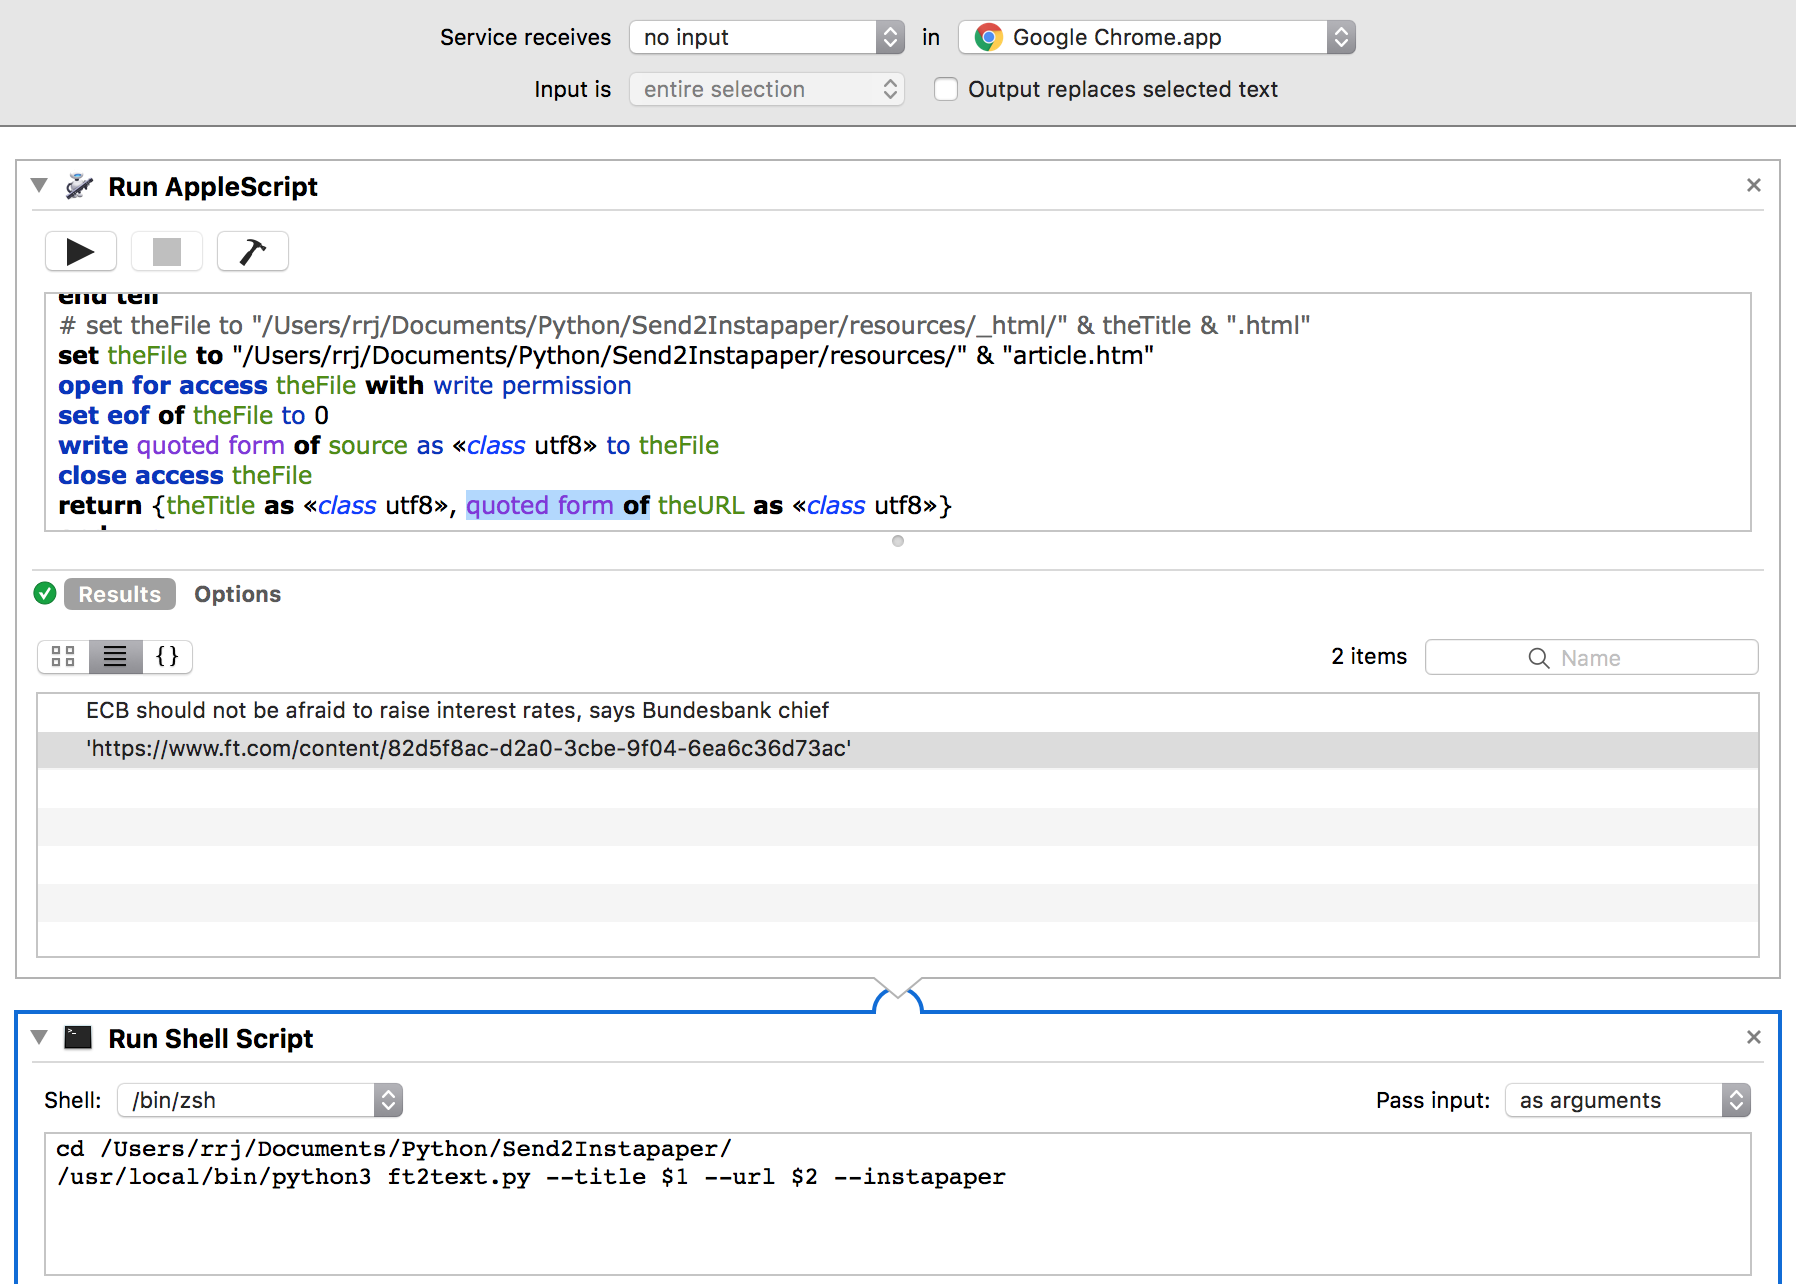 Service receives no input in Google Chrome.app
Input is entire selection Output replaces selected text
Run AppleScript
end tell
# set theFile to "/Users/rrj/Documents/Python/Send2Instapaper/resources/_html/" & theTitle & ".html"
set theFile to "/Users/rrj/Documents/Python/Send2Instapaper/resources/" & "article.htm"
open for access theFile with write permission
set eof of theFile to 0
write quoted form of source as «class utf8» to theFile
close access theFile
return {theTitle as «class utf8», quoted form of theURL as «class utf8»}
Results Options
{} 2 items Name
ECB should not be afraid to raise interest rates, says Bundesbank chief
'https://www.ft.com/content/82d5f8ac-d2a0-3cbe-9f04-6ea6c36d73ac'
Run Shell Script
Shell: /bin/zsh Pass input: as arguments
cd /Users/rrj/Documents/Python/Send2Instapaper/
/usr/local/bin/python3 ft2text.py --title $1 --url $2 --instapaper